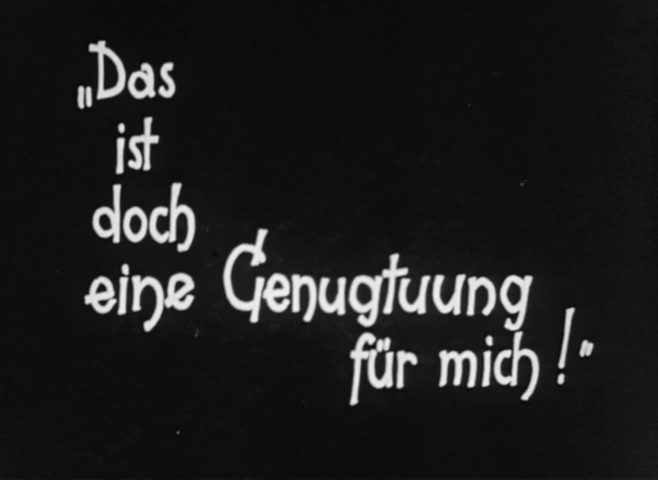 „Das
ist
doch
eine Genugtuung
für mich!"